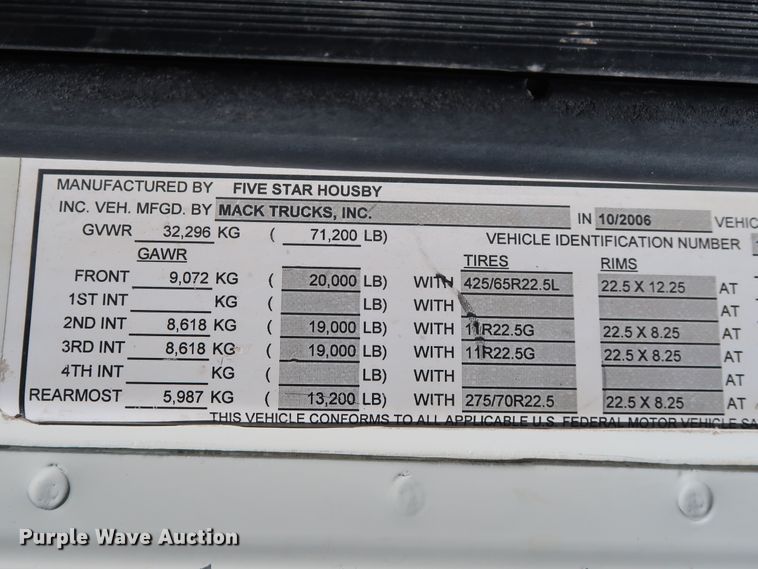 MANUFACTURED BY FIVE STAR HOUSBY
INC. VEH. MFGD. BY MACK TRUCKS, INC. IN 10/2006 VEHIC
GVWR 32,296 KG ( 71,200 LB) VEHICLE IDENTIFICATION NUMBER
GAWR TIRES RIMS
FRONT 9,072 KG ( 20,000 LB) WITH 425/65R22.5L 22.5 X 12.25 AT
1ST INT KG ( LB) WITH AT
2ND INT 8,618 KG ( 19,000 LB) WITH 11R22.5G 22.5 X 8.25 AT
3RD INT 8,618 KG ( 19,000 LB) WITH 11R22.5G 22.5 X 8.25 AT
4TH INT KG ( LB) WITH AT
REARMOST 5,987 KG ( 13,200 LB) WITH 275/70R22.5 22.5 X 8.25 AT
THIS VEHICLE CONFORMS TO ALL APPLICABLE U.S. FEDERAL MOTOR VEHICLE SA
Purple Wave Auction